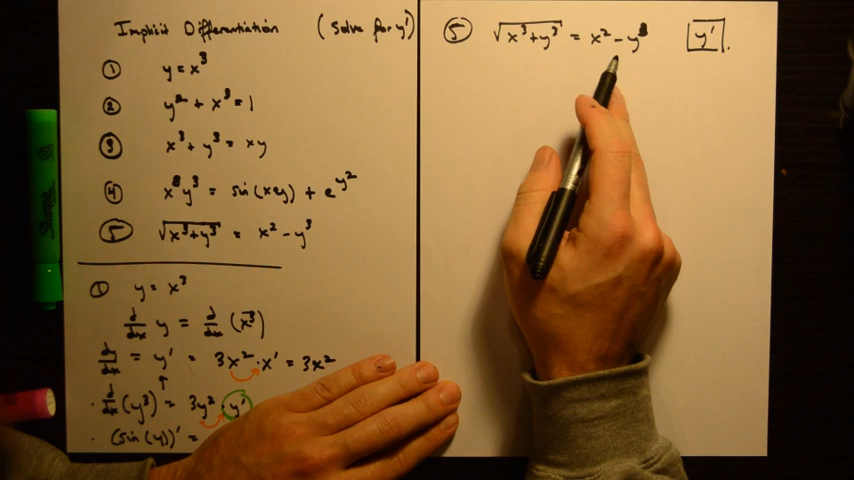 Implicit Differentiation (Solve for y')
① y = x³
② y² + x³ = 1
③ x³ + y³ = xy
④ x⁸y³ = sin(xy) + e^y²
⑤ √(x³+y³) = x² - y³
① y = x³
d/dx y = d/dx (x³)
d/dx = y' = 3x² · x' = 3x²
· d/dx (y³) = 3y² y'
· (sin(y))' =
⑤ √(x³+y³) = x² - y³ y' .
Sharpie